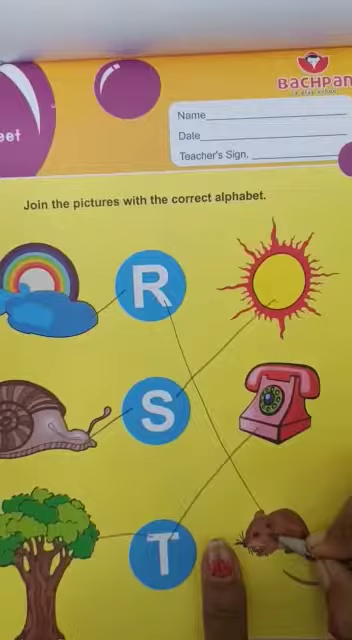 eet
BACHPAN
Name
Date
Teacher's Sign.
Join the pictures with the correct alphabet.
R
S
T